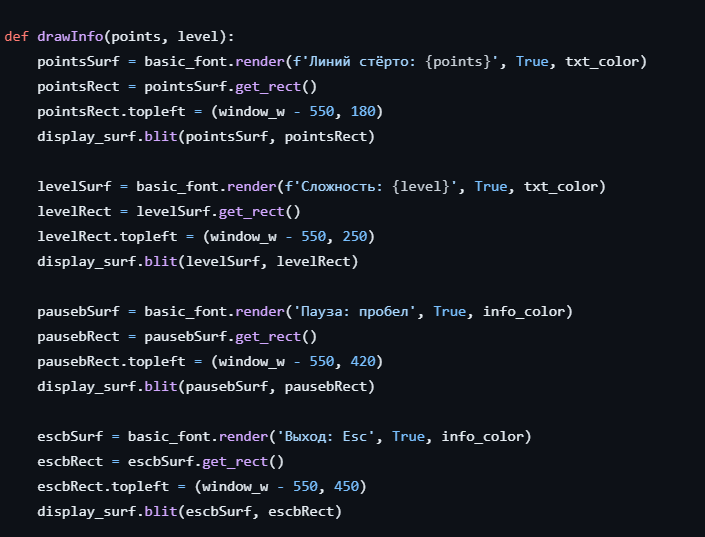 def drawInfo(points, level):
    pointsSurf = basic_font.render(f'Линий стёрто: {points}', True, txt_color)
    pointsRect = pointsSurf.get_rect()
    pointsRect.topleft = (window_w - 550, 180)
    display_surf.blit(pointsSurf, pointsRect)

    levelSurf = basic_font.render(f'Сложность: {level}', True, txt_color)
    levelRect = levelSurf.get_rect()
    levelRect.topleft = (window_w - 550, 250)
    display_surf.blit(levelSurf, levelRect)

    pausebSurf = basic_font.render('Пауза: пробел', True, info_color)
    pausebRect = pausebSurf.get_rect()
    pausebRect.topleft = (window_w - 550, 420)
    display_surf.blit(pausebSurf, pausebRect)

    escbSurf = basic_font.render('Выход: Esc', True, info_color)
    escbRect = escbSurf.get_rect()
    escbRect.topleft = (window_w - 550, 450)
    display_surf.blit(escbSurf, escbRect)